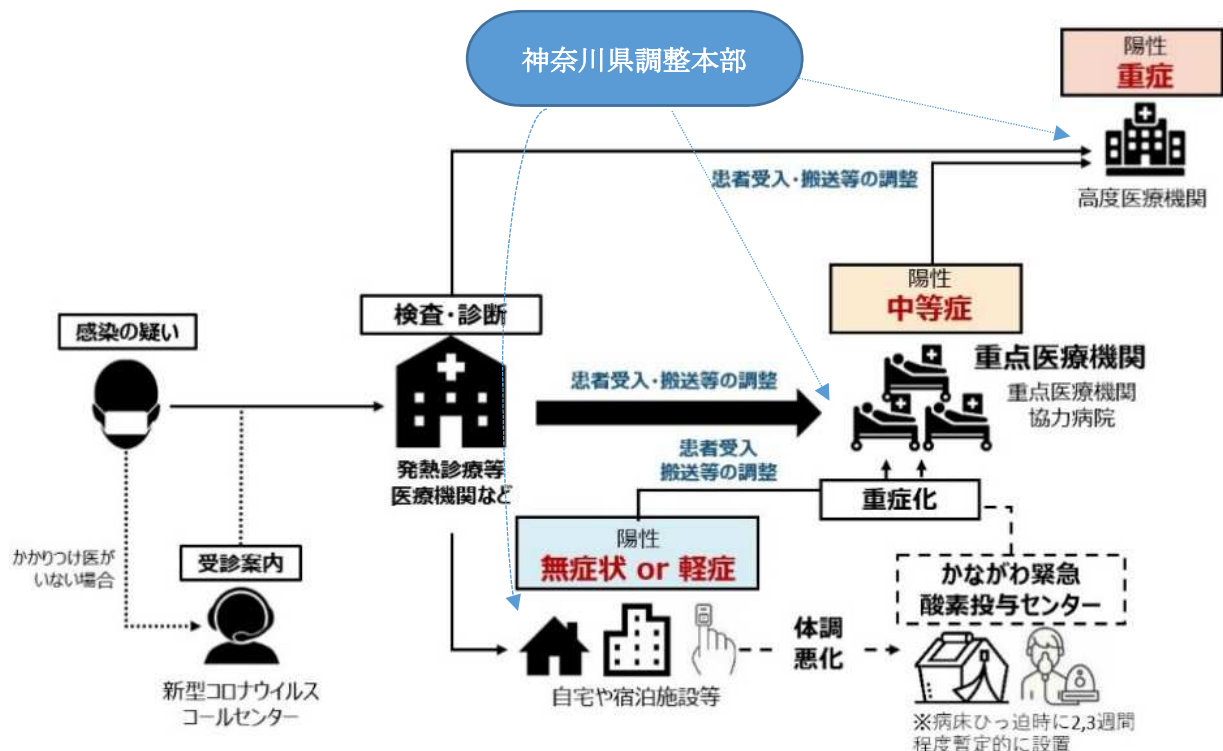 神奈川県調整本部
陽性
重症
高度医療機関
患者受入・搬送等の調整
陽性
中等症
検査・診断
感染の疑い
重点医療機関
重点医療機関
協力病院
患者受入・搬送等の調整
発熱診療等
医療機関など
患者受入
搬送等の調整
重症化
陽性
無症状 or 軽症
かかりつけ医が
いない場合
受診案内
新型コロナウイルス
コールセンター
自宅や宿泊施設等
体調
悪化
かながわ緊急
酸素投与センター
※病床ひっ迫時に2,3週間
程度暫定的に設置